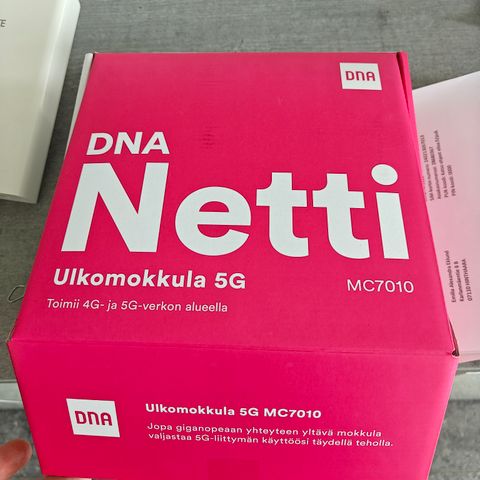 DNA
DNA
Netti
Ulkomokkula 5G
MC7010
Toimii 4G- ja 5G-verkon alueella
DNA
Ulkomokkula 5G MC7010
Jopa giganopeaan yhteyteen yltävä mokkula
valjastaa 5G-liittymän käyttöösi täydellä teholla.